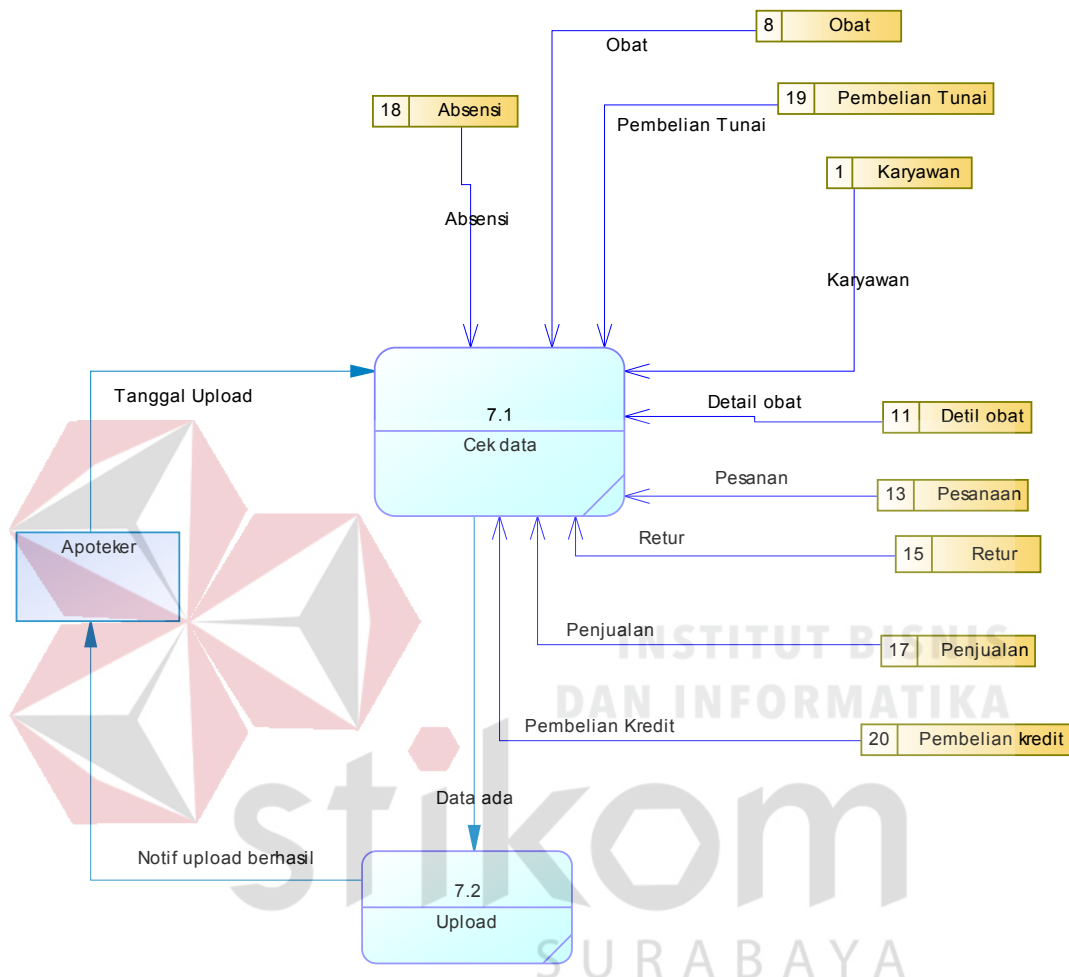 8 Obat
Obat
18 Absensi
19 Pembelian Tunai
Pembelian Tunai
1 Karyawan
Absensi
Karyawan
Tanggal Upload
7.1
Cek data
Detail obat
11 Detil obat
Pesanan
13 Pesanaan
Retur
15 Retur
Apoteker
Penjualan
17 Penjualan
INSTITUT BISNIS
DAN INFORMATIKA
Pembelian Kredit
20 Pembelian kredit
Data ada
stikom
Notif upload berhasil
7.2
Upload
SURABAYA